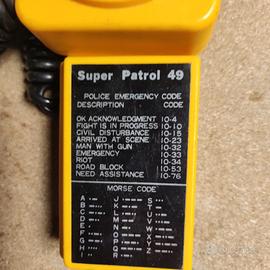 Super Patrol 49
POLICE EMERGENCY CODE
DESCRIPTION CODE
OK ACKNOWLEDGMENT 10-4
FIGHT IS IN PROGRESS 10-10
CIVIL DISTURBANCE 10-15
ARRIVED AT SCENE 10-23
MAN WITH GUN 10-32
EMERGENCY 10-33
RIOT 10-34
ROAD BLOCK 10-53
NEED ASSISTANCE 10-76
MORSE CODE
A J S
B K T
C L U
D M V
E N W
F O X
G P Y
H Q Z
I R